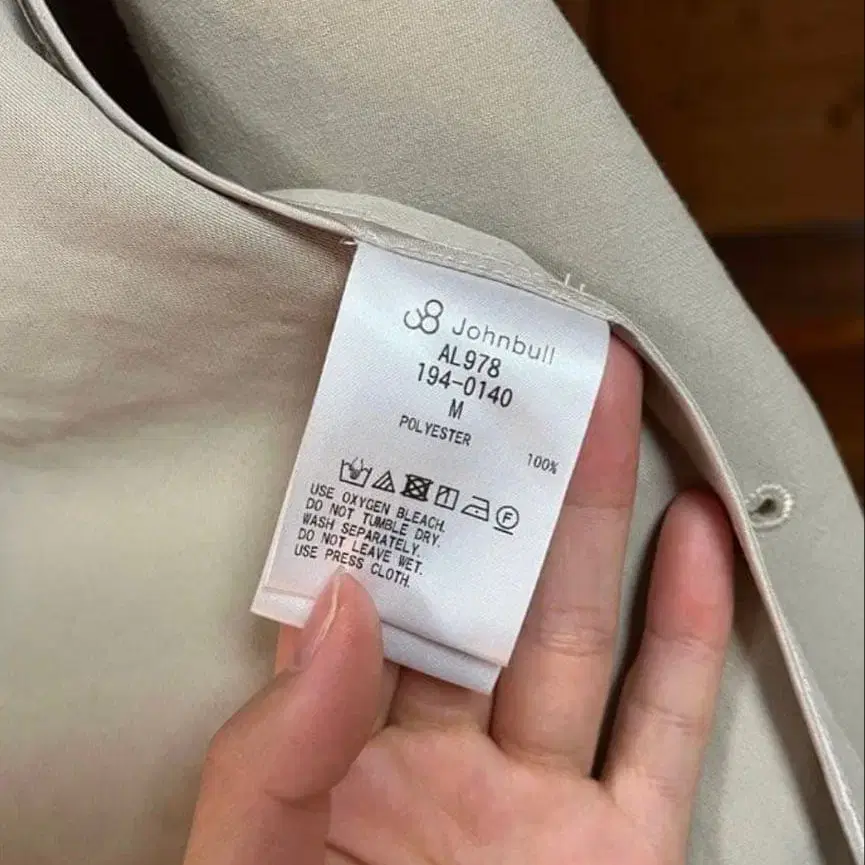 Johnbull
AL978
194-0140
M
POLYESTER
100%
USE OXYGEN BLEACH.
DO NOT TUMBLE DRY.
WASH SEPARATELY.
DO NOT LEAVE WET.
USE PRESS CLOTH.
F